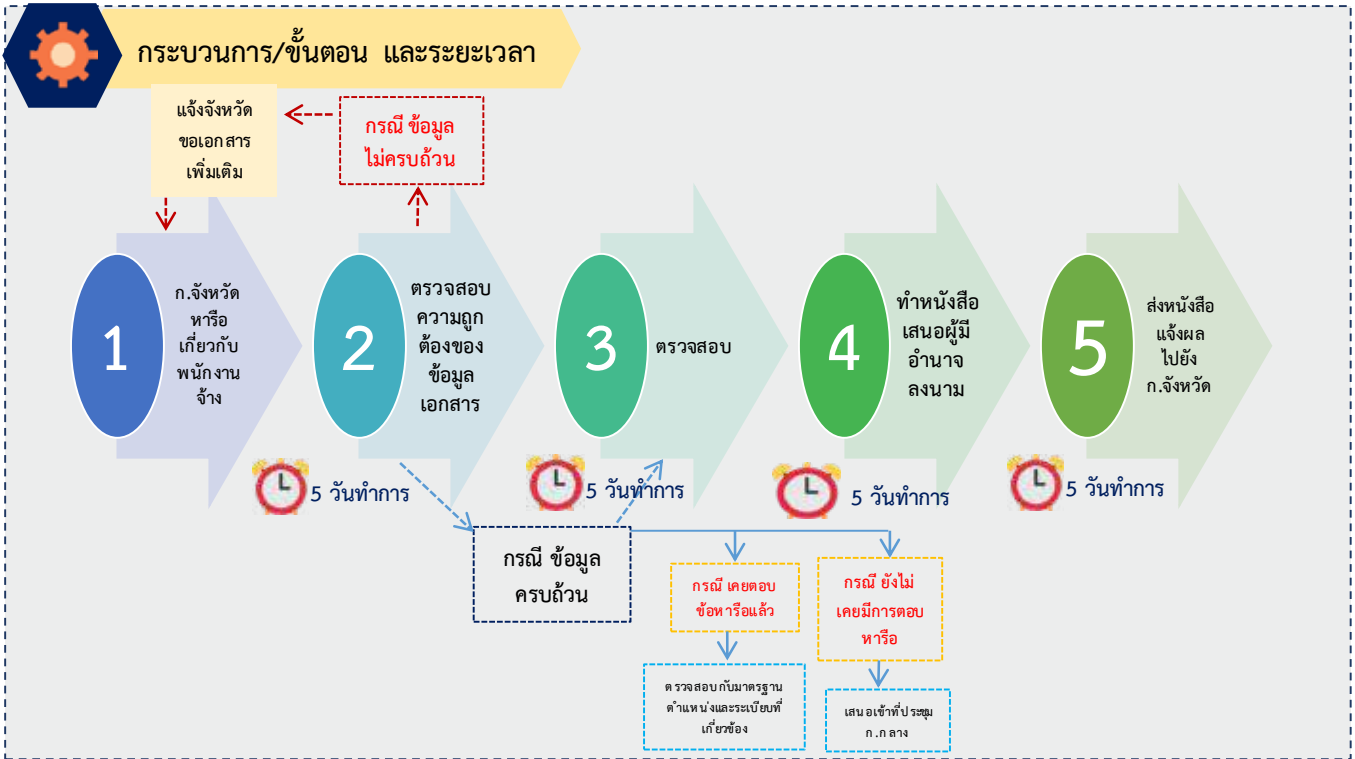 กระบวนการ/ขั้นตอน และระยะเวลา
แจ้งจังหวัด
ขอเอกสาร
เพิ่มเติม
กรณี ข้อมูล
ไม่ครบถ้วน
1
ก.จังหวัด
หารือ
เกี่ยวกับ
พนักงาน
จ้าง
2
ตรวจสอบ
ความถูก
ต้องของ
ข้อมูล
เอกสาร
3
ตรวจสอบ
4
ทำหนังสือ
เสนอผู้มี
อำนาจ
ลงนาม
5
ส่งหนังสือ
แจ้งผล
ไปยัง
ก.จังหวัด
5 วันทำการ
5 วันทำการ
5 วันทำการ
5 วันทำการ
กรณี ข้อมูล
ครบถ้วน
กรณี เคยตอบ
ข้อหารือแล้ว
กรณี ยังไม่
เคยมีการตอบ
หารือ
ตรวจสอบกับมาตรฐาน
ตำแหน่งและระเบียบที่
เกี่ยวข้อง
เสนอเข้าที่ประชุม
ก.กลาง